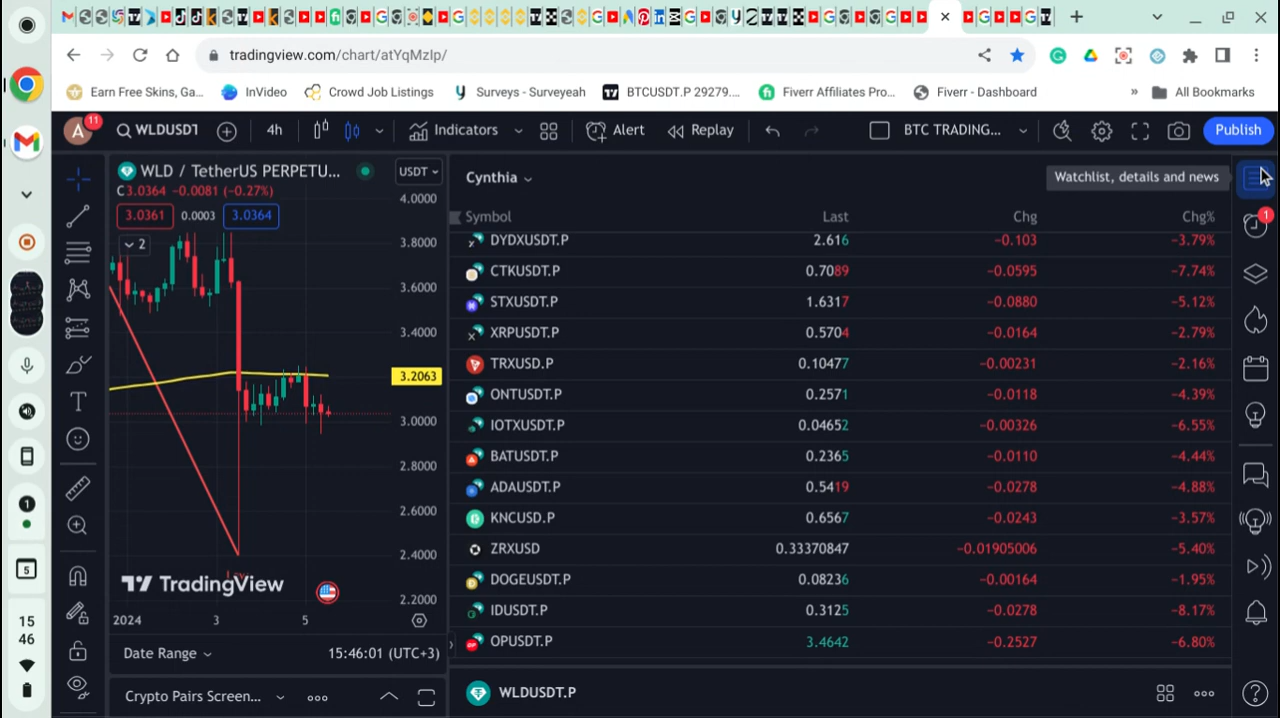 tradingview.com/chart/atYqMzIp/
Earn Free Skins, Ga...
InVideo
Crowd Job Listings
Surveys - Surveyeah
BTCUSDT.P 29279....
Fiverr Affiliates Pro...
Fiverr - Dashboard
»
All Bookmarks
A
11
WLDUSDT
4h
Indicators
Alert
Replay
BTC TRADING...
Publish
WLD / TetherUS PERPETU...
USDT
C3.0364 −0.0081 (−0.27%)
3.0361
0.0003
3.0364
2
4.0000
3.8000
3.6000
3.4000
3.2063
3.0000
2.8000
2.6000
2.4000
2.2000
TradingView
2024
3
5
Date Range
15:46:01 (UTC+3)
Crypto Pairs Screen...
Cynthia
Watchlist, details and news
Symbol Last Chg Chg%
DYDXUSDT.P 2.616 −0.103 −3.79%
CTKUSDT.P 0.7089 −0.0595 −7.74%
STXUSDT.P 1.6317 −0.0880 −5.12%
XRPUSDT.P 0.5704 −0.0164 −2.79%
TRXUSD.P 0.10477 −0.00231 −2.16%
ONTUSDT.P 0.2571 −0.0118 −4.39%
IOTXUSDT.P 0.04652 −0.00326 −6.55%
BATUSDT.P 0.2365 −0.0110 −4.44%
ADAUSDT.P 0.5419 −0.0278 −4.88%
KNCUSD.P 0.6567 −0.0243 −3.57%
ZRXUSD 0.33370847 −0.01905006 −5.40%
DOGEUSDT.P 0.08236 −0.00164 −1.95%
IDUSDT.P 0.3125 −0.0278 −8.17%
OPUSDT.P 3.4642 −0.2527 −6.80%
WLDUSDT.P
1
1
5
15
46